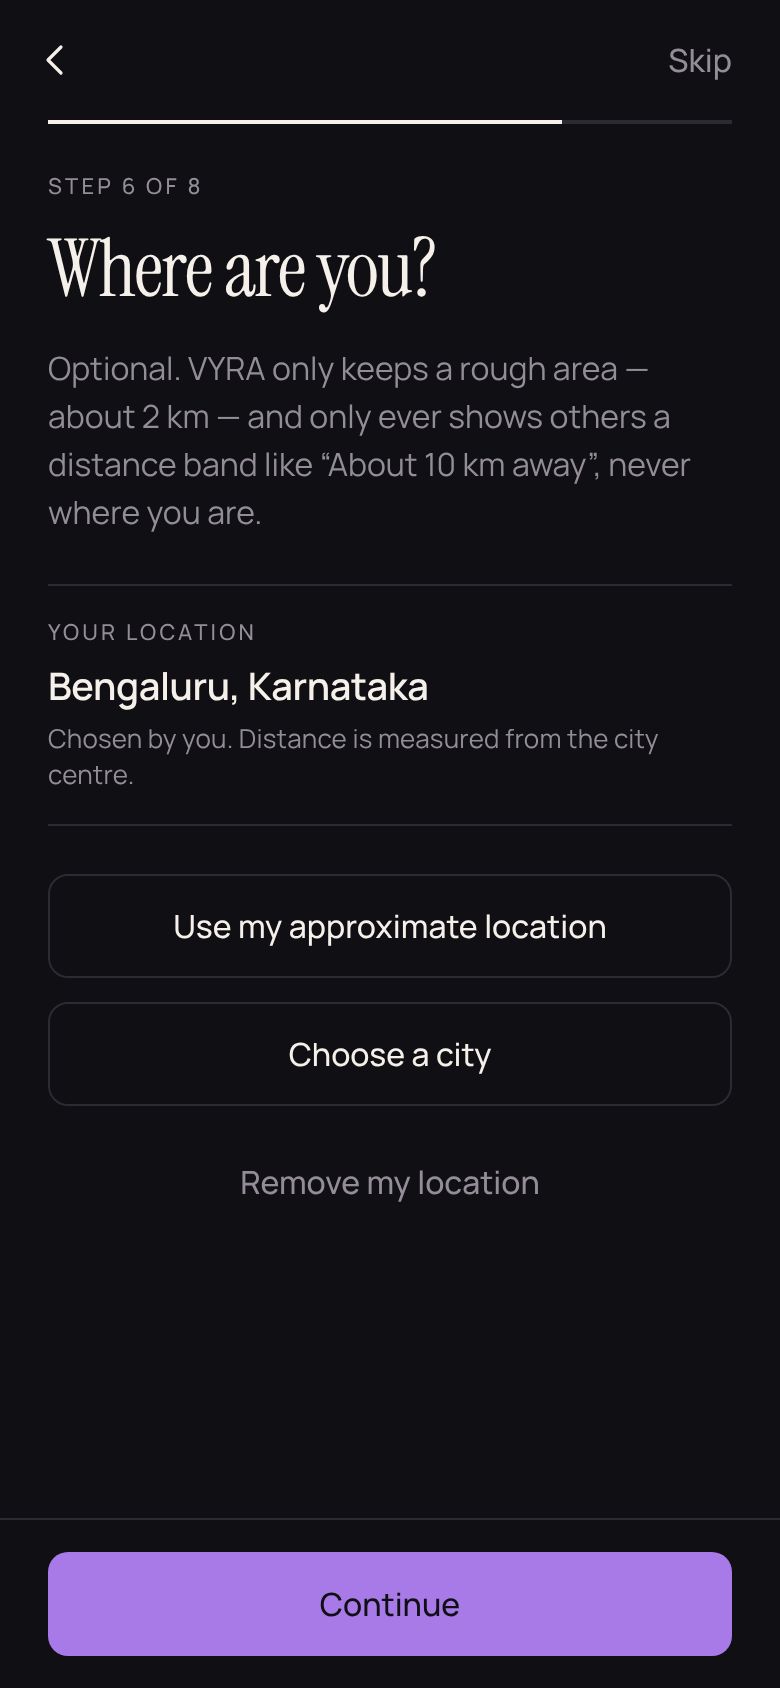 Skip
STEP 6 OF 8
Where are you?
Optional. VYRA only keeps a rough area —
about 2 km — and only ever shows others a
distance band like “About 10 km away”, never
where you are.
YOUR LOCATION
Bengaluru, Karnataka
Chosen by you. Distance is measured from the city
centre.
Use my approximate location
Choose a city
Remove my location
Continue